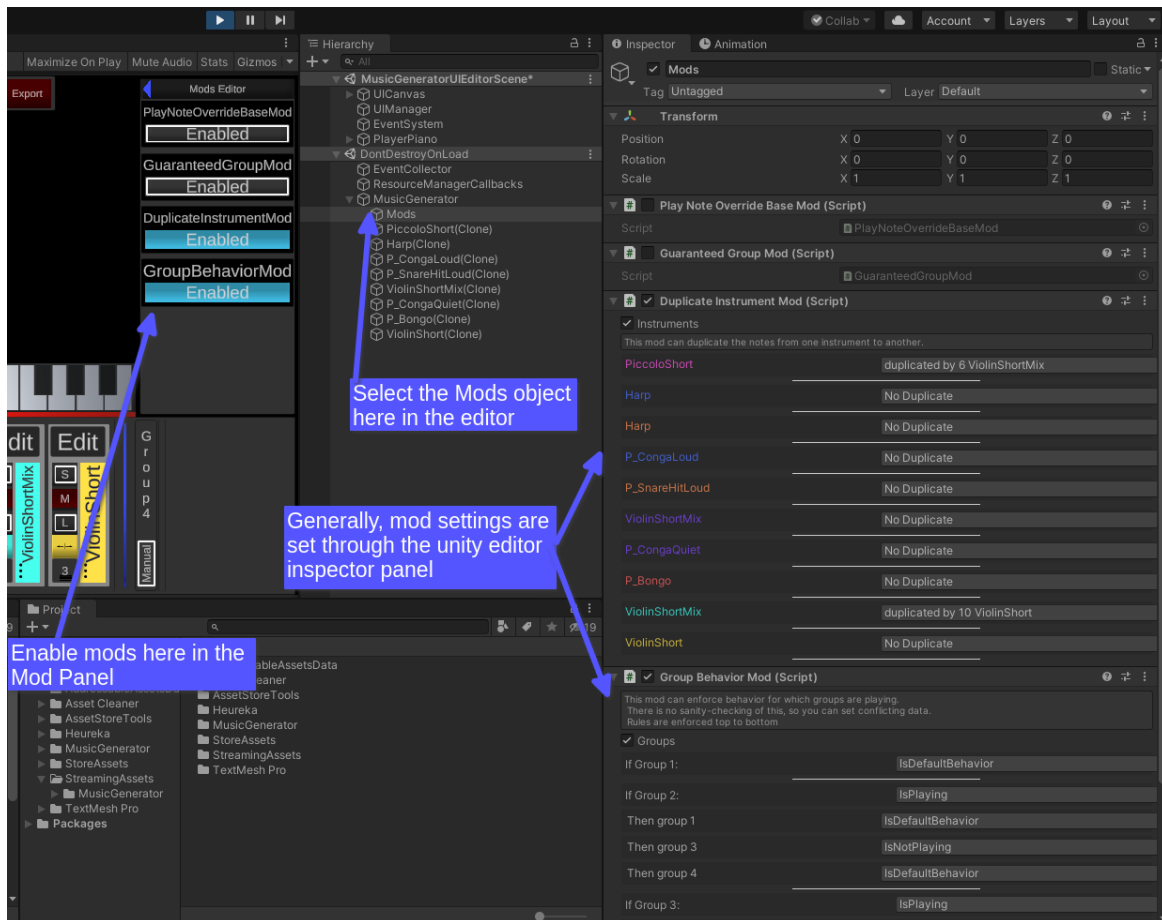 Collab
Account
Layers
Layout
Maximize On Play Mute Audio Stats Gizmos
Export
Mods Editor
PlayNoteOverrideBaseMod
Enabled
GuaranteedGroupMod
Enabled
DuplicateInstrumentMod
Enabled
GroupBehaviorMod
Enabled
dit
Edit
S
M
L
3
ViolinShortMix
ViolinShort
Group4
Manual
Hierarchy
All
MusicGeneratorUIEditorScene*
UICanvas
UIManager
EventSystem
PlayerPiano
DontDestroyOnLoad
EventCollector
ResourceManagerCallbacks
MusicGenerator
Mods
PiccoloShort(Clone)
Harp(Clone)
P_CongaLoud(Clone)
P_SnareHitLoud(Clone)
ViolinShortMix(Clone)
P_CongaQuiet(Clone)
P_Bongo(Clone)
ViolinShort(Clone)
Select the Mods object
here in the editor
Generally, mod settings are
set through the unity editor
inspector panel
Enable mods here in the
Mod Panel
Project
9
19
ableAssetsData
eaner
AssetStoreTools
Heureka
MusicGenerator
StoreAssets
StreamingAssets
TextMesh Pro
Asset Cleaner
AssetStoreTools
Heureka
MusicGenerator
StoreAssets
StreamingAssets
MusicGenerator
TextMesh Pro
Packages
Inspector Animation
Mods Static
Tag Untagged Layer Default
Transform
Position X 0 Y 0 Z 0
Rotation X 0 Y 0 Z 0
Scale X 1 Y 1 Z 1
Play Note Override Base Mod (Script)
Script PlayNoteOverrideBaseMod
Guaranteed Group Mod (Script)
Script GuaranteedGroupMod
Duplicate Instrument Mod (Script)
Instruments
This mod can duplicate the notes from one instrument to another.
PiccoloShort duplicated by 6 ViolinShortMix
Harp No Duplicate
Harp No Duplicate
P_CongaLoud No Duplicate
P_SnareHitLoud No Duplicate
ViolinShortMix No Duplicate
P_CongaQuiet No Duplicate
P_Bongo No Duplicate
ViolinShortMix duplicated by 10 ViolinShort
ViolinShort No Duplicate
Group Behavior Mod (Script)
This mod can enforce behavior for which groups are playing.
There is no sanity-checking of this, so you can set conflicting data.
Rules are enforced top to bottom
Groups
If Group 1: IsDefaultBehavior
If Group 2: IsPlaying
Then group 1 IsDefaultBehavior
Then group 3 IsNotPlaying
Then group 4 IsDefaultBehavior
If Group 3: IsPlaying